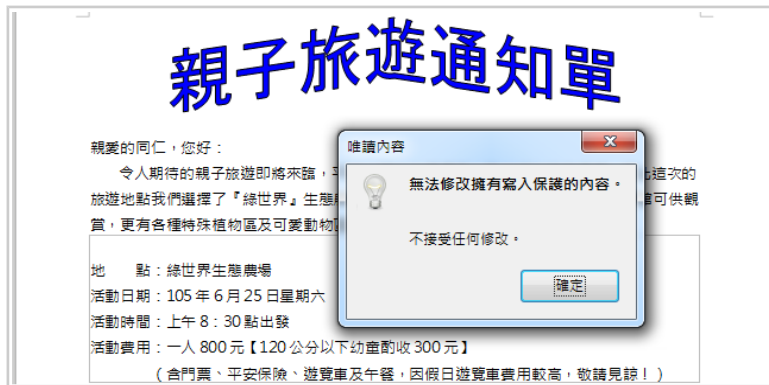 親子旅遊通知單
親愛的同仁，您好：
令人期待的親子旅遊即將來臨，
這次的
旅遊地點我們選擇了『綠世界』生態
可供觀
賞，更有各種特殊植物區及可愛動物
唯讀內容
無法修改擁有寫入保護的內容。
不接受任何修改。
確定
地　　點：綠世界生態農場
活動日期：105 年 6 月 25 日星期六
活動時間：上午 8：30 點出發
活動費用：一人 800 元【120 公分以下幼童酌收 300 元】
（含門票、平安保險、遊覽車及午餐，因假日遊覽車費用較高，敬請見諒！）